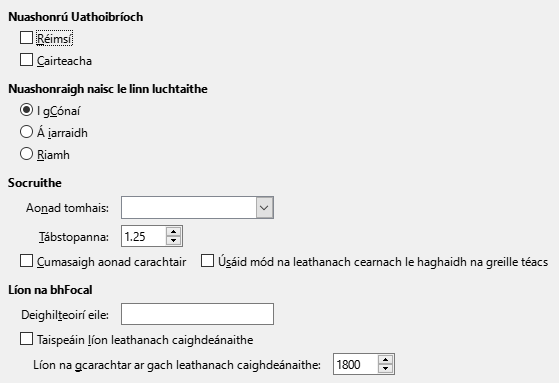 Nuashonrú Uathoibríoch
Réimsí
Cairteacha
Nuashonraigh naisc le linn luchtaithe
I gCónaí
Á iarraidh
Riamh
Socruithe
Aonad tomhais:
Tábstopanna: 1.25
Cumasaigh aonad carachtair Úsáid mód na leathanach cearnach le haghaidh na greille téacs
Líon na bhFocal
Deighilteoirí eile:
Taispeáin líon leathanach caighdeánaithe
Líon na gcarachtar ar gach leathanach caighdeánaithe: 1800